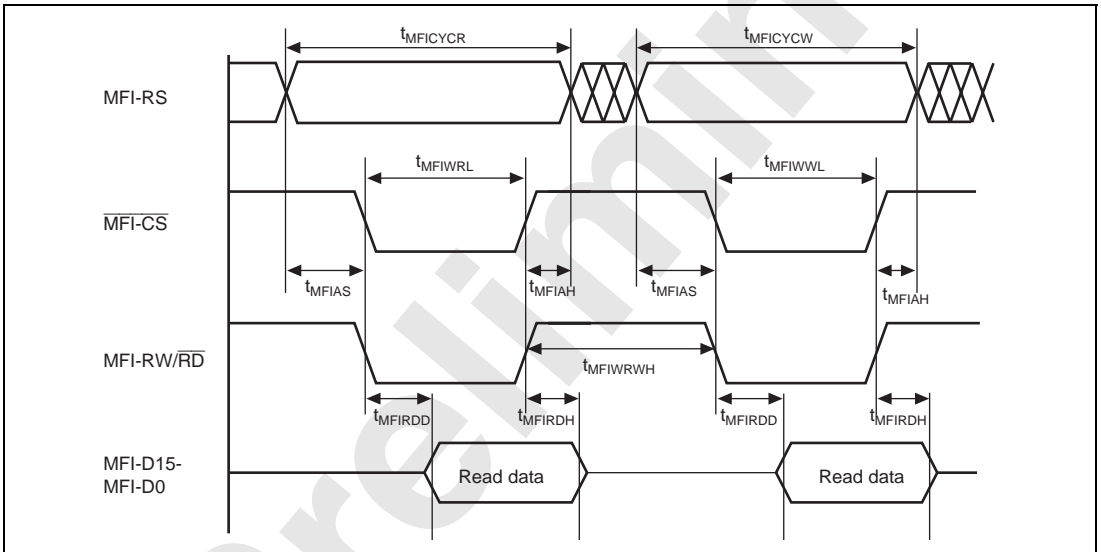 tMFICYCR tMFICYCW
MFI-RS
tMFIWRL tMFIWWL
MFI-CS
tMFIAS tMFIAH tMFIAS tMFIAH
MFI-RW/RD
tMFIWRWH
tMFIRDD tMFIRDH tMFIRDD tMFIRDH
MFI-D15-
MFI-D0
Read data Read data